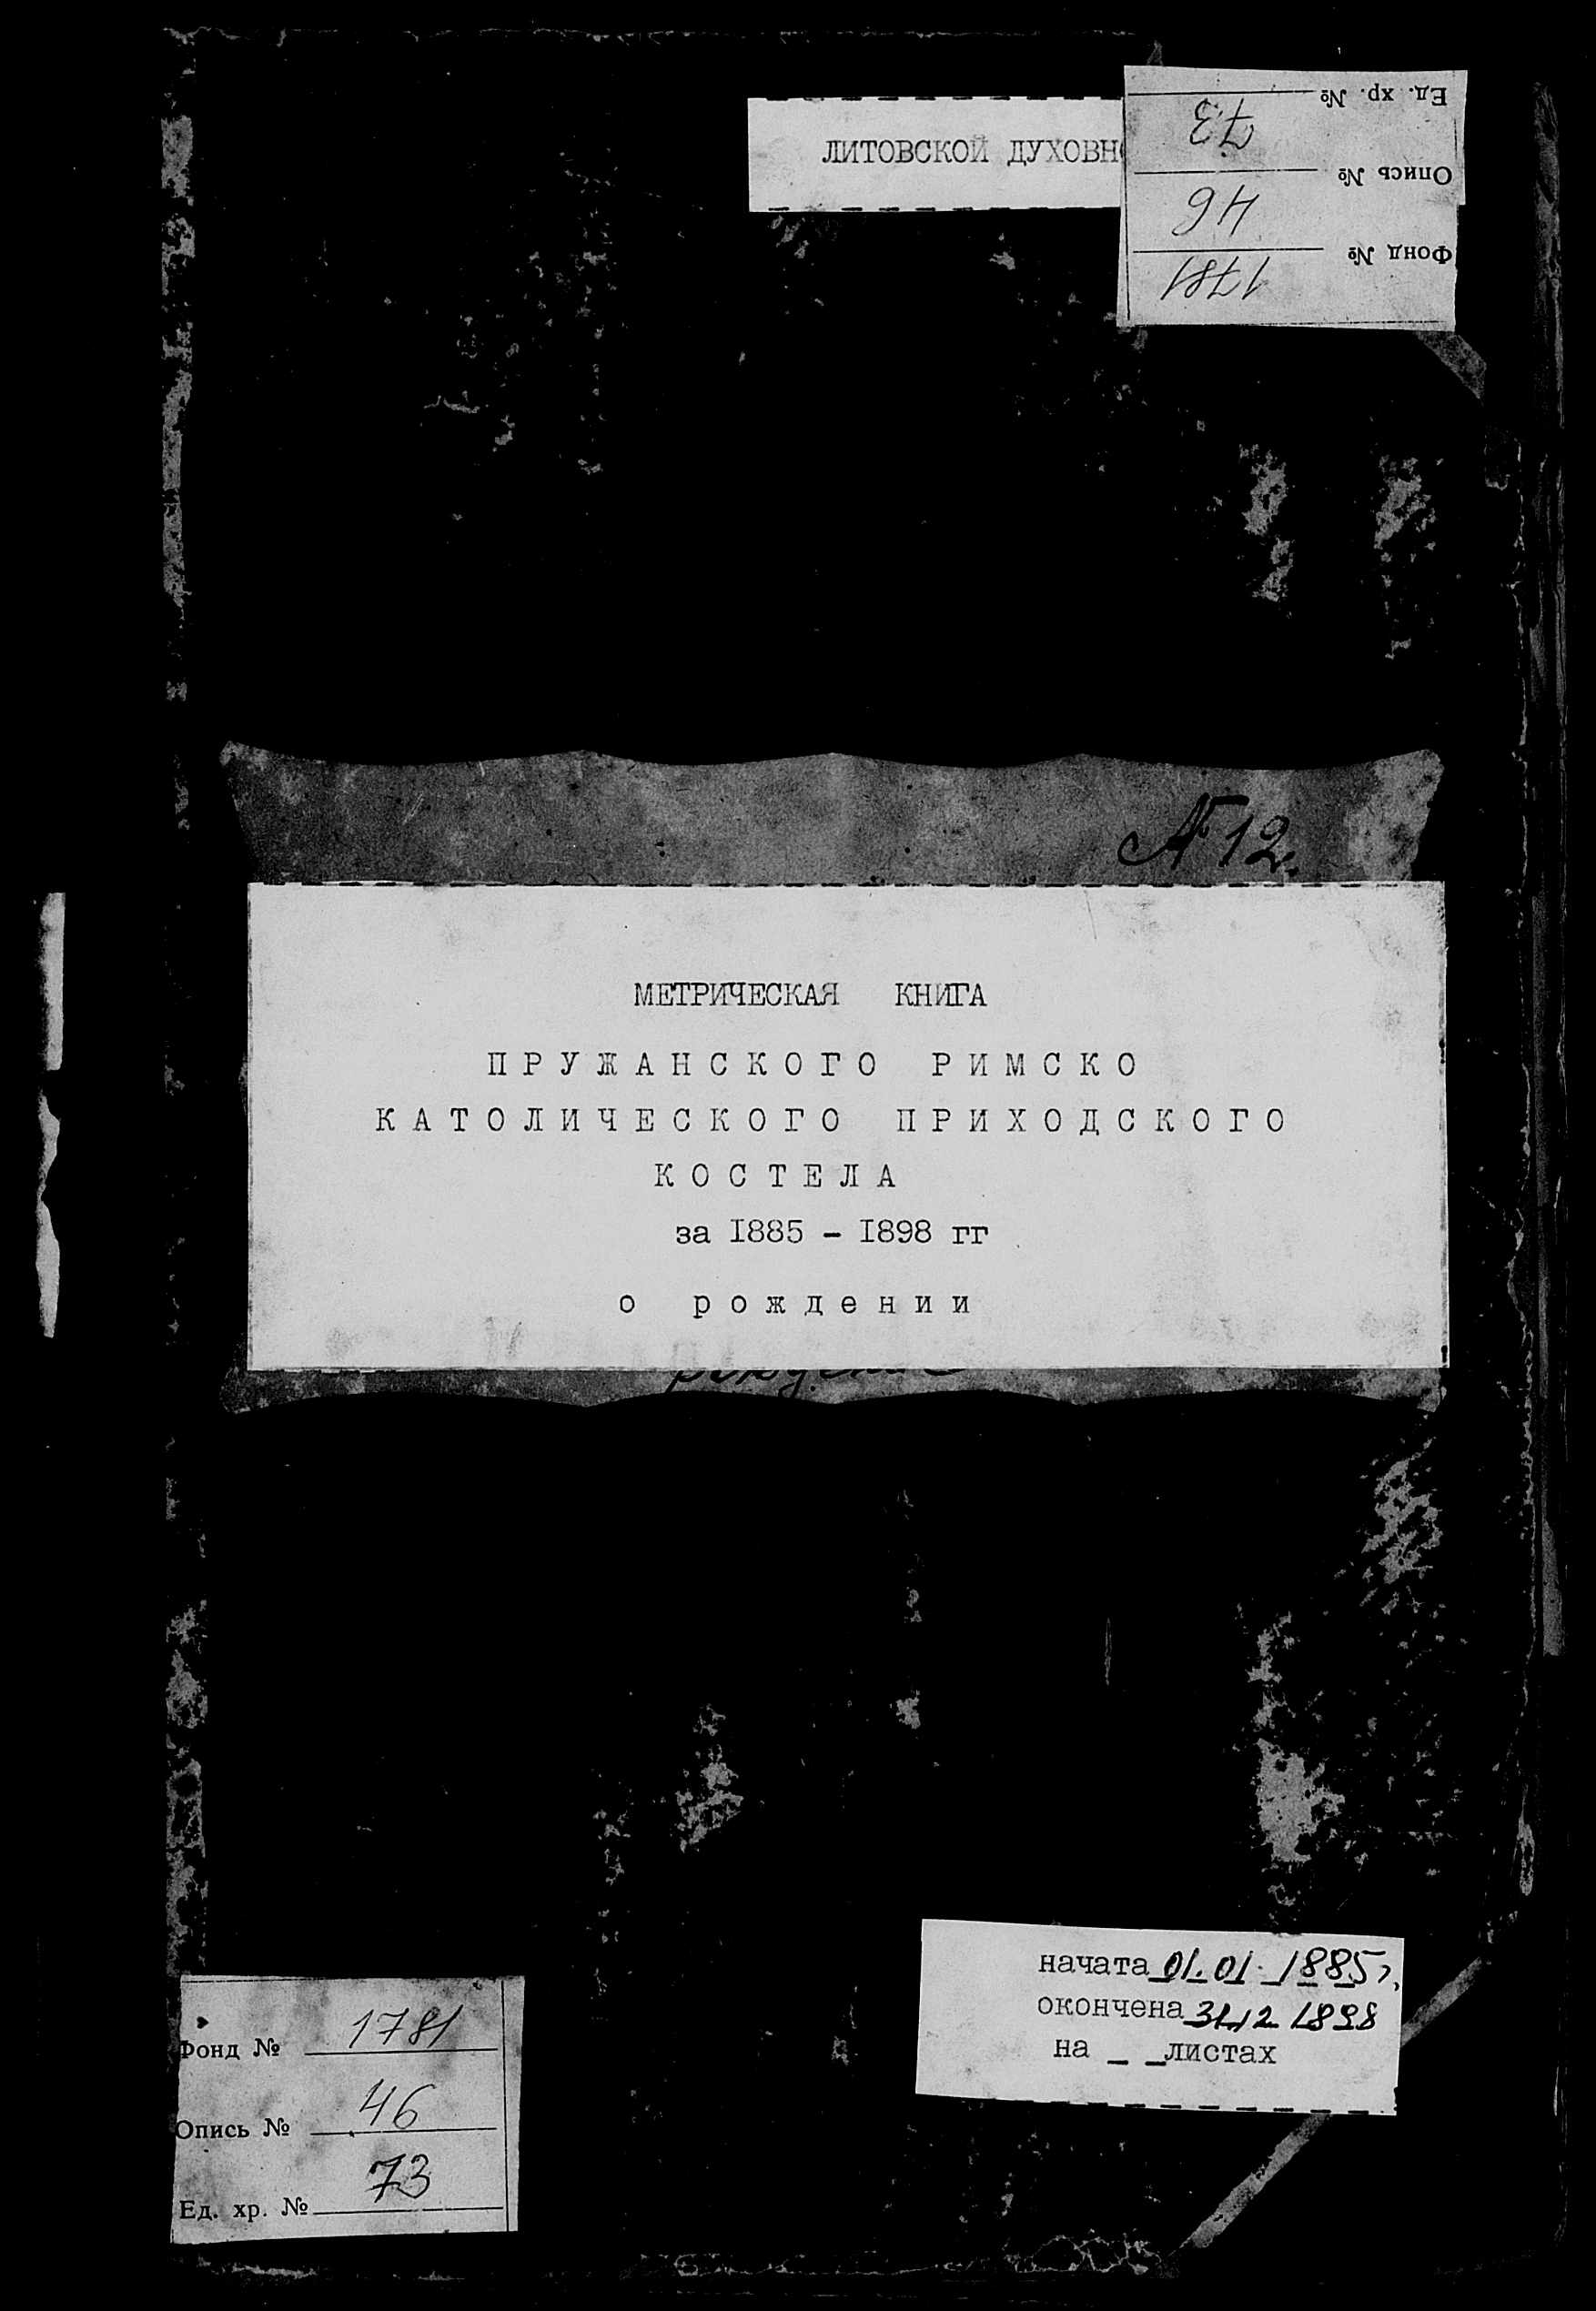 ЛИТОВСКОЙ ДУХОВН
Ед. хр. № 73
Опись № 46
Фонд № 1781
№ 12.
МЕТРИЧЕСКАЯ КНИГА
ПРУЖАНСКОГО РИМСКО
КАТОЛИЧЕСКОГО ПРИХОДСКОГО
КОСТЕЛА
за 1885 - 1898 гг
о рождении
начата 01.01.1885 г.
окончена 31.12 1898
на _ _ листах
Фонд № 1781
Опись № 46
Ед. хр. № 73